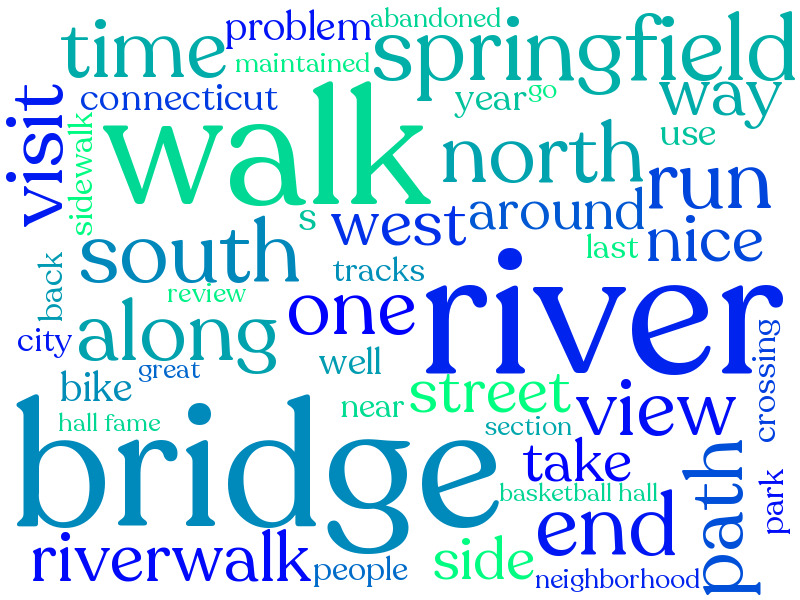 problem
abandoned
time
springfield
maintained
connecticut
year
go
way
visit
sidewalk
walk
north
use
run
s
west
around
nice
south
last
back
tracks
review
one
river
along
city
great
well
crossing
bike
near
street
view
hall fame
section
bridge
take
path
basketball hall
park
end
riverwalk
side
people
neighborhood